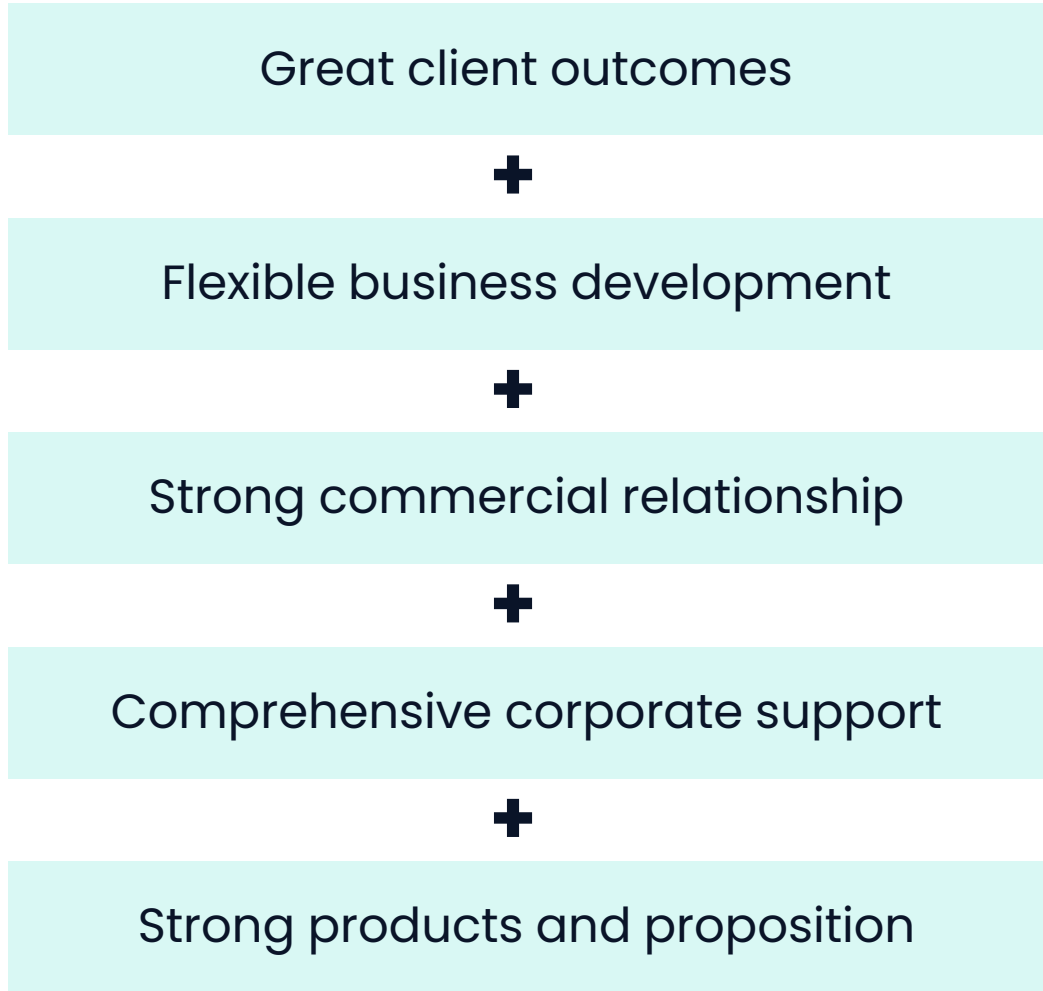 Great client outcomes
+
Flexible business development
+
Strong commercial relationship
+
Comprehensive corporate support
+
Strong products and proposition